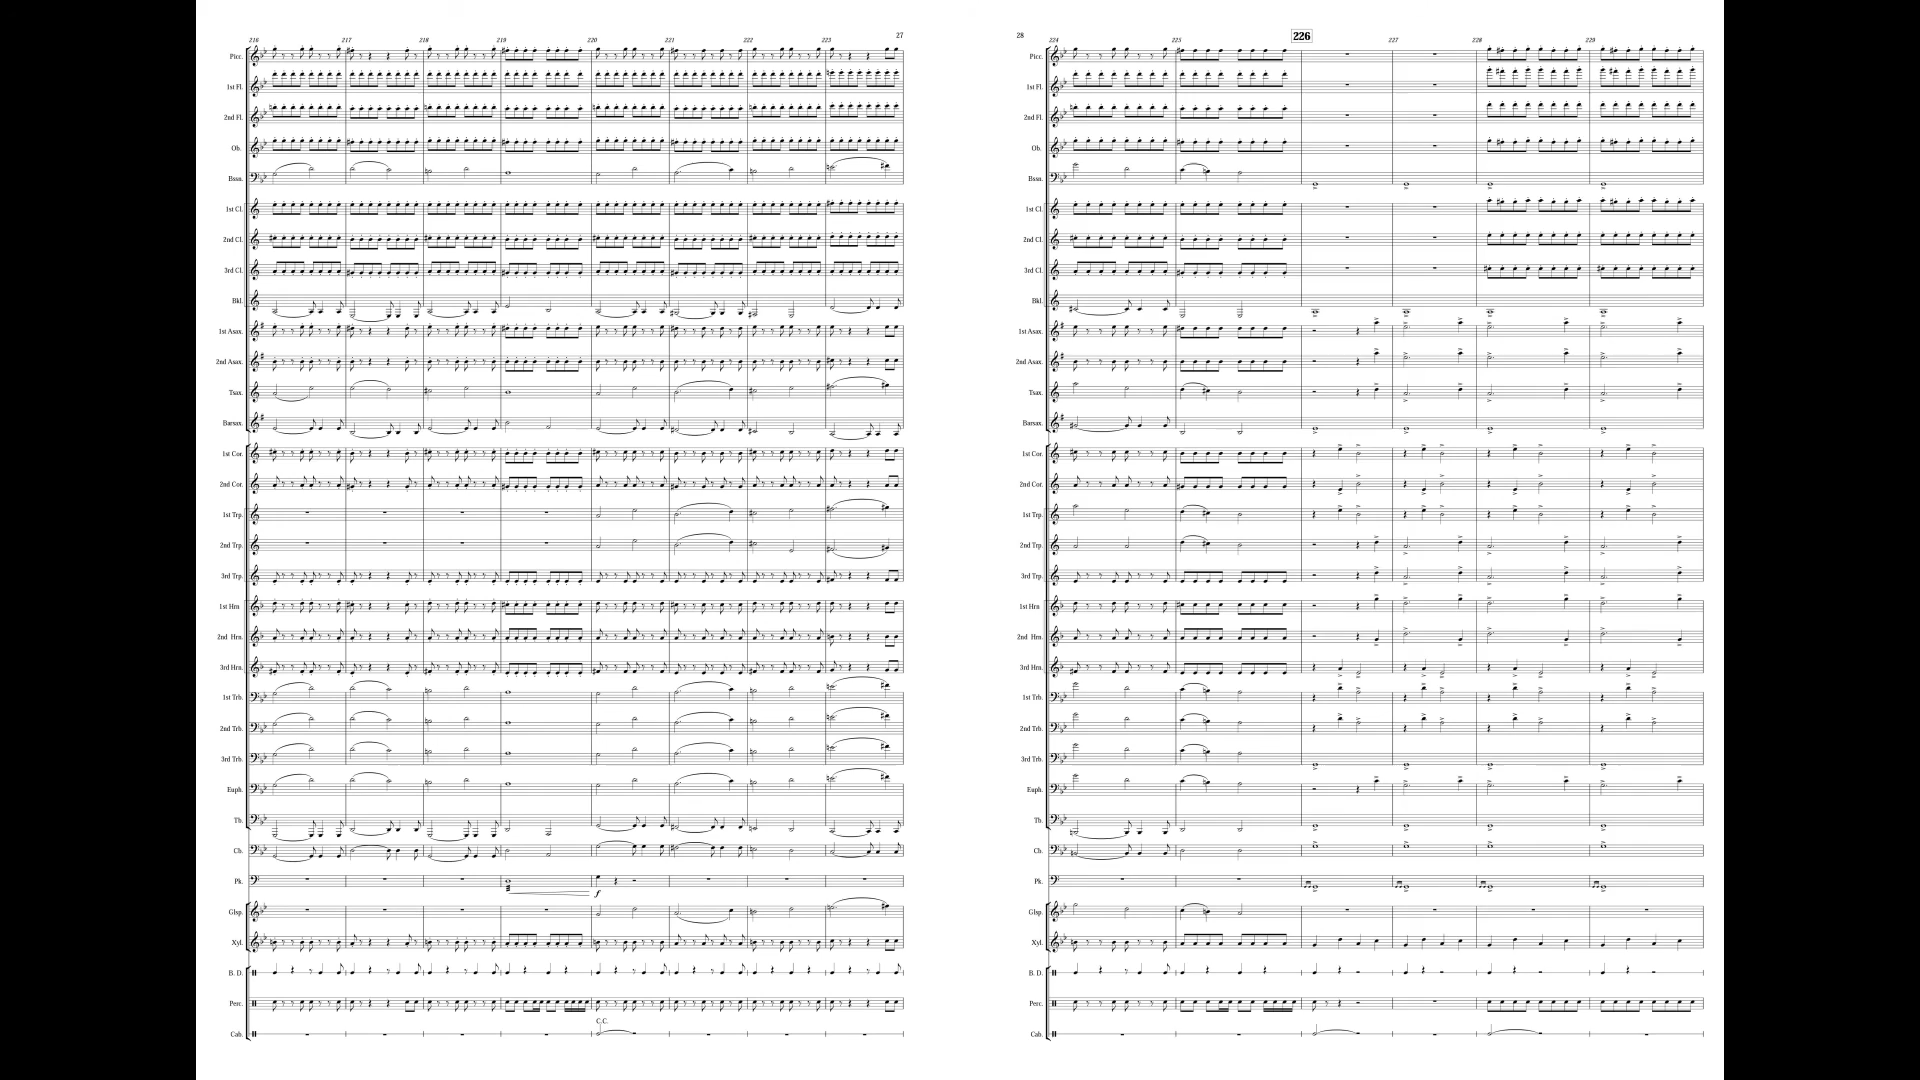 216 217 218 219 220 221 222 223 27
Picc.
1st Fl.
2nd Fl.
Ob.
Bssn.
1st Cl.
2nd Cl.
3rd Cl.
Bkl.
1st Asax.
2nd Asax.
Tsax.
Barsax.
1st Cor.
2nd Cor.
1st Trp.
2nd Trp.
3rd Trp.
1st Hrn
2nd Hrn.
3rd Hrn.
1st Trb.
2nd Trb.
3rd Trb.
Euph.
Tb.
Cb.
Pk.
f
Glsp.
Xyl.
B. D.
Perc.
C.C.
Cab.
28 224 225 226 227 228 229
Picc.
1st Fl.
2nd Fl.
Ob.
Bssn.
1st Cl.
2nd Cl.
3rd Cl.
Bkl.
1st Asax.
2nd Asax.
Tsax.
Barsax.
1st Cor.
2nd Cor.
1st Trp.
2nd Trp.
3rd Trp.
1st Hrn
2nd Hrn.
3rd Hrn.
1st Trb.
2nd Trb.
3rd Trb.
Euph.
Tb.
Cb.
Pk.
Glsp.
Xyl.
B. D.
Perc.
Cab.